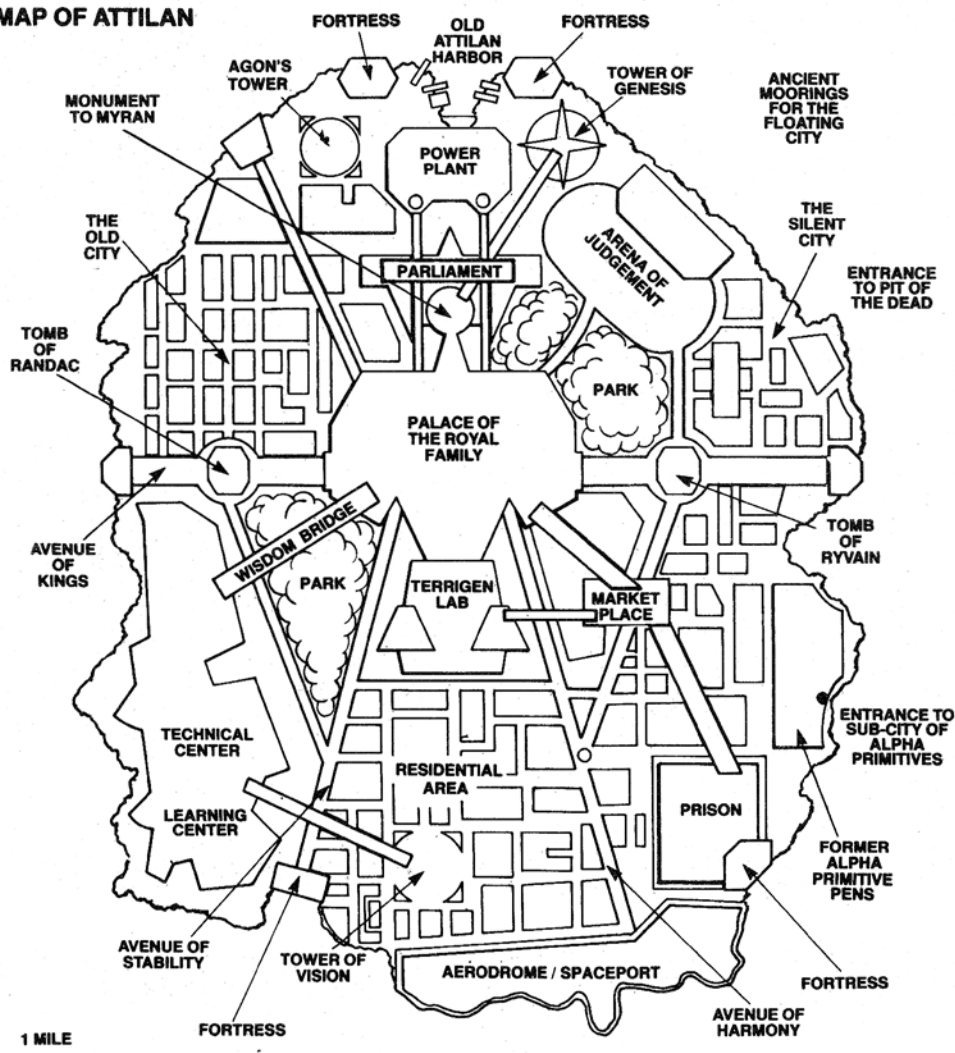 MAP OF ATTILAN
FORTRESS
OLD
ATTILAN
HARBOR
FORTRESS
AGON'S
TOWER
TOWER OF
GENESIS
ANCIENT
MOORINGS
FOR THE
FLOATING
CITY
MONUMENT
TO MYRAN
POWER
PLANT
THE
OLD
CITY
PARLIAMENT
ARENA OF
JUDGEMENT
THE
SILENT
CITY
ENTRANCE
TO PIT OF
THE DEAD
TOMB
OF
RANDAC
PARK
PALACE OF
THE ROYAL
FAMILY
AVENUE
OF
KINGS
WISDOM BRIDGE
PARK
TERRIGEN
LAB
MARKET
PLACE
TOMB
OF
RYVAIN
TECHNICAL
CENTER
RESIDENTIAL
AREA
ENTRANCE TO
SUB-CITY OF
ALPHA
PRIMITIVES
LEARNING
CENTER
PRISON
FORMER
ALPHA
PRIMITIVE
PENS
AVENUE OF
STABILITY
TOWER OF
VISION
AERODROME / SPACEPORT
FORTRESS
FORTRESS
AVENUE OF
HARMONY
1 MILE